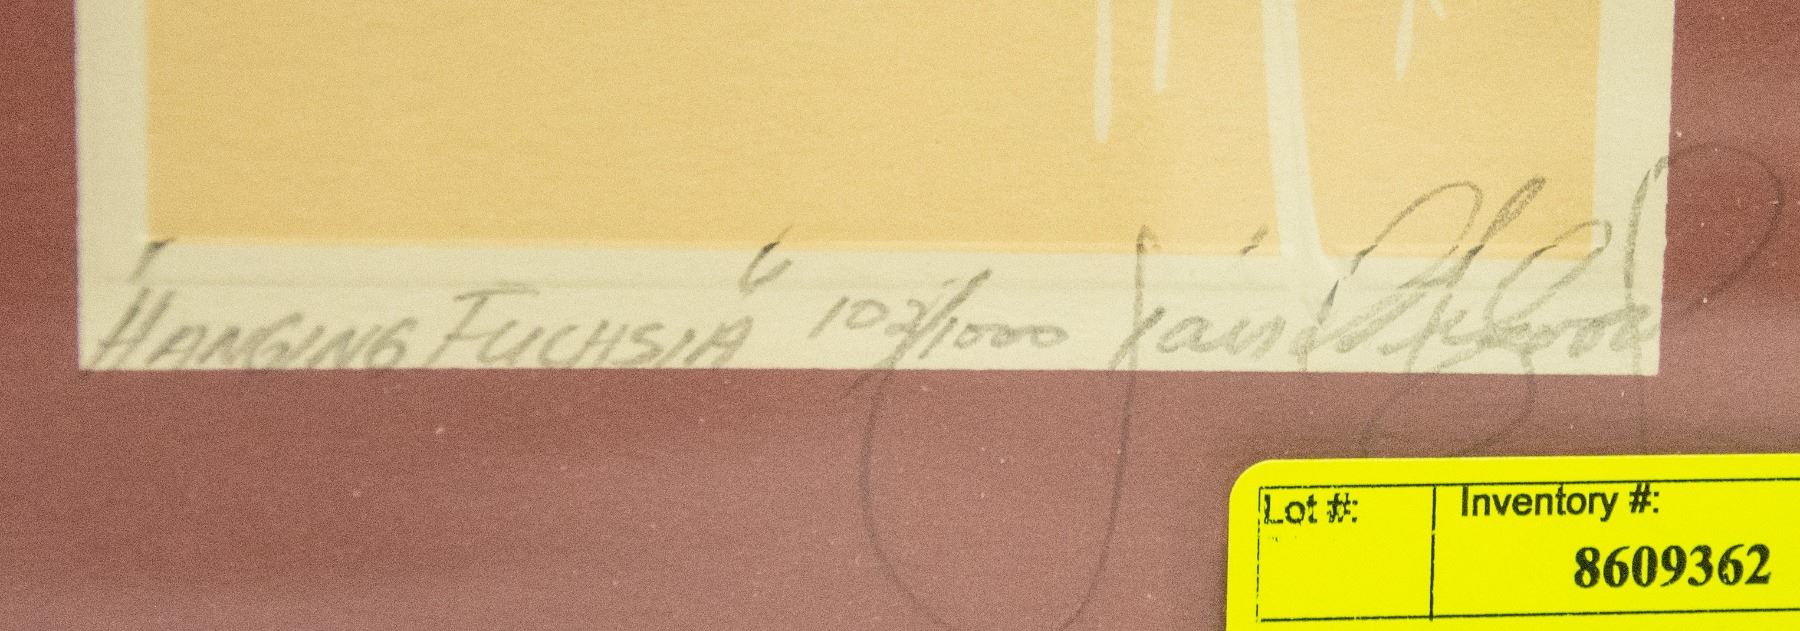 "HANGING FUCHSIA" 102/1000
Lot #: Inventory #:
8609362